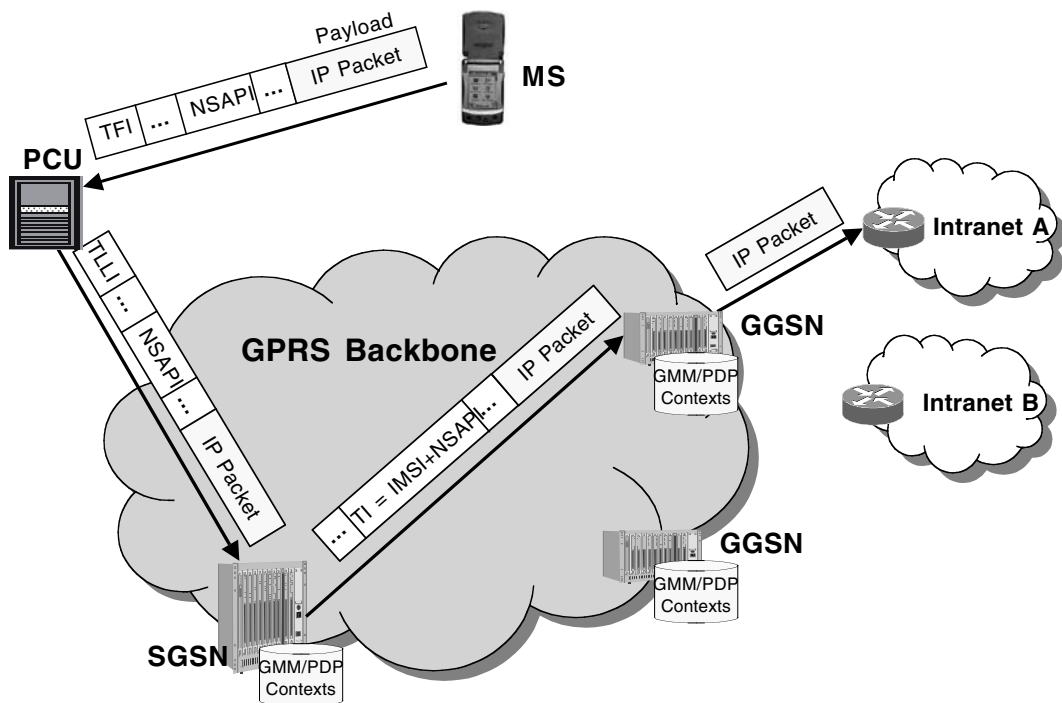 Payload
TFI ... NSAPI ... IP Packet
MS
PCU
TLLI ... NSAPI ... IP Packet
IP Packet
Intranet A
GPRS Backbone
GGSN
GMM/PDP
Contexts
Intranet B
... TI = IMSI+NSAPI ... IP Packet
GGSN
GMM/PDP
Contexts
SGSN
GMM/PDP
Contexts